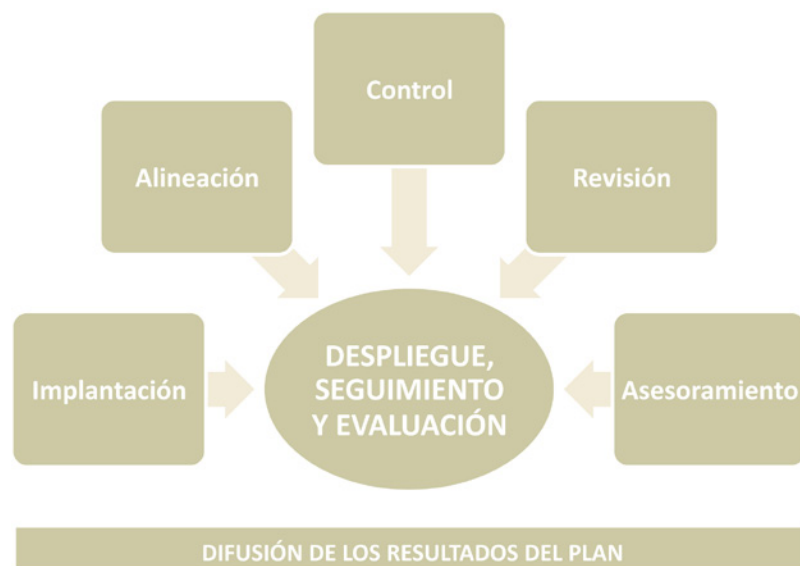 Control
Alineación
Revisión
Implantación
DESPLIEGUE,
SEGUIMIENTO
Y EVALUACIÓN
Asesoramiento
DIFUSIÓN DE LOS RESULTADOS DEL PLAN